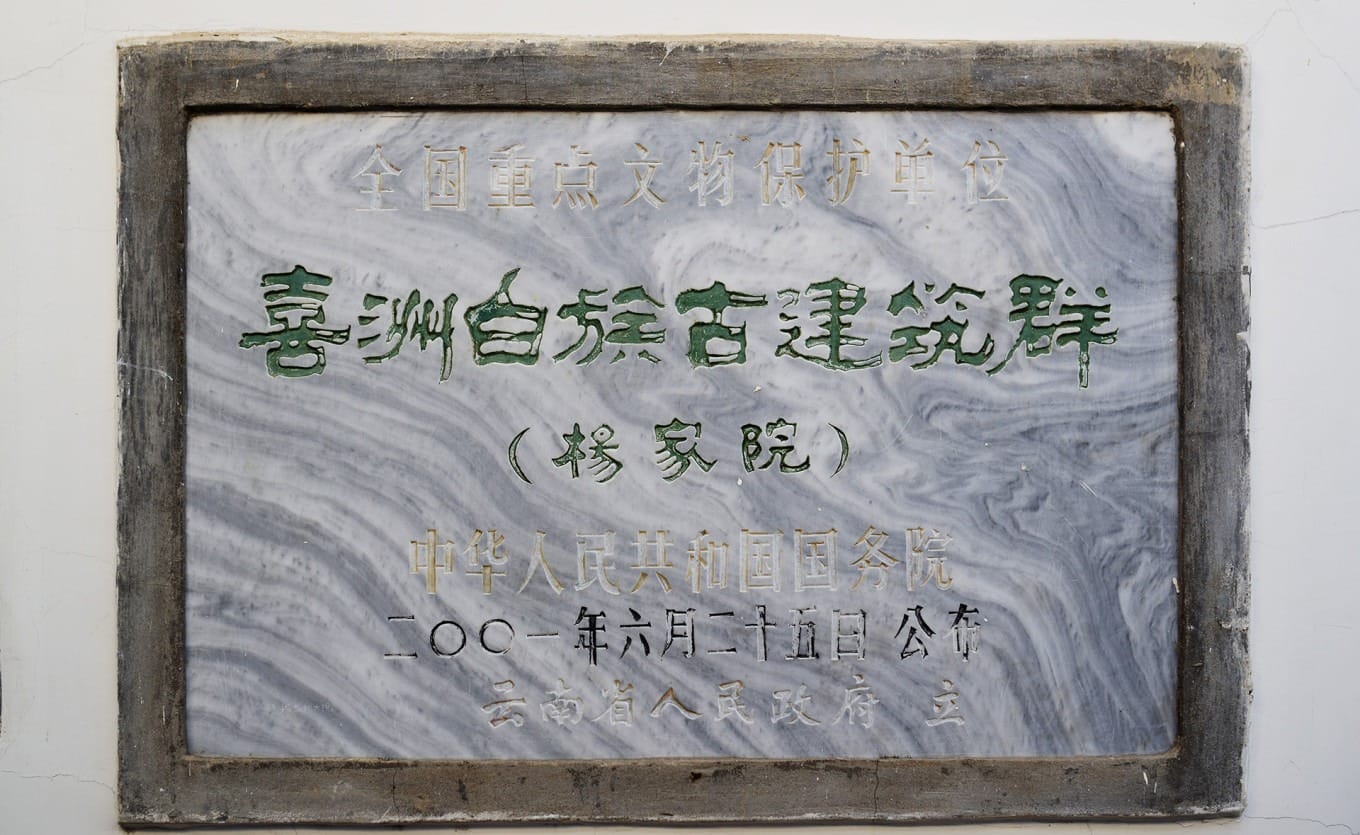 全国重点文物保护单位
喜洲白族古建筑群
（杨家院）
中华人民共和国国务院
二〇〇一年六月二十五日 公布
云南省人民政府 立